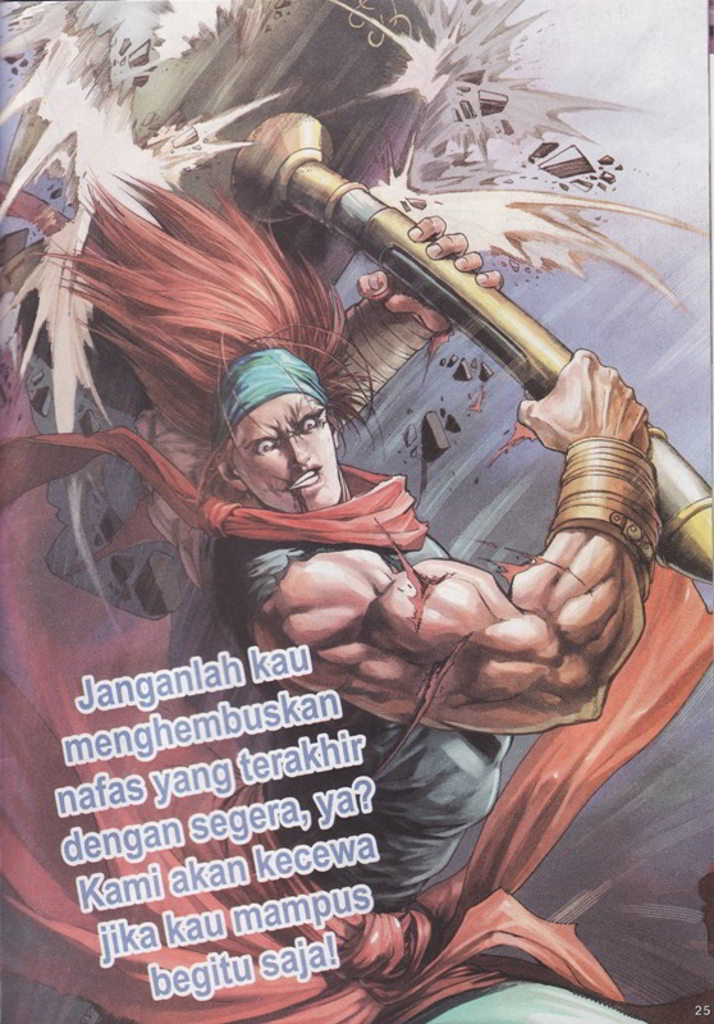 Janganlah kau
menghembuskan
nafas yang terakhir
dengan segera, ya?
Kami akan kecewa
jika kau mampus
begitu saja!
25